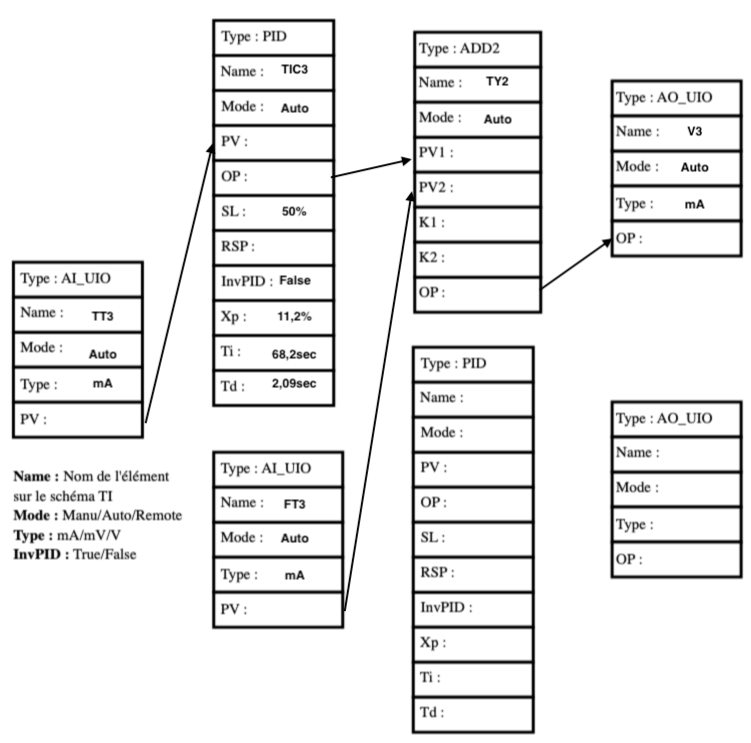 Type : PID
Name : TIC3
Mode : Auto
PV :
OP :
SL : 50%
RSP :
InvPID : False
Xp : 11,2%
Ti : 68,2sec
Td : 2,09sec
Type : ADD2
Name : TY2
Mode : Auto
PV1 :
PV2 :
K1 :
K2 :
OP :
Type : AO_UIO
Name : V3
Mode : Auto
Type : mA
OP :
Type : AI_UIO
Name : TT3
Mode : Auto
Type : mA
PV :
Name : Nom de l'élément
sur le schéma TI
Mode : Manu/Auto/Remote
Type : mA/mV/V
InvPID : True/False
Type : AI_UIO
Name : FT3
Mode : Auto
Type : mA
PV :
Type : PID
Name :
Mode :
PV :
OP :
SL :
RSP :
InvPID :
Xp :
Ti :
Td :
Type : AO_UIO
Name :
Mode :
Type :
OP :